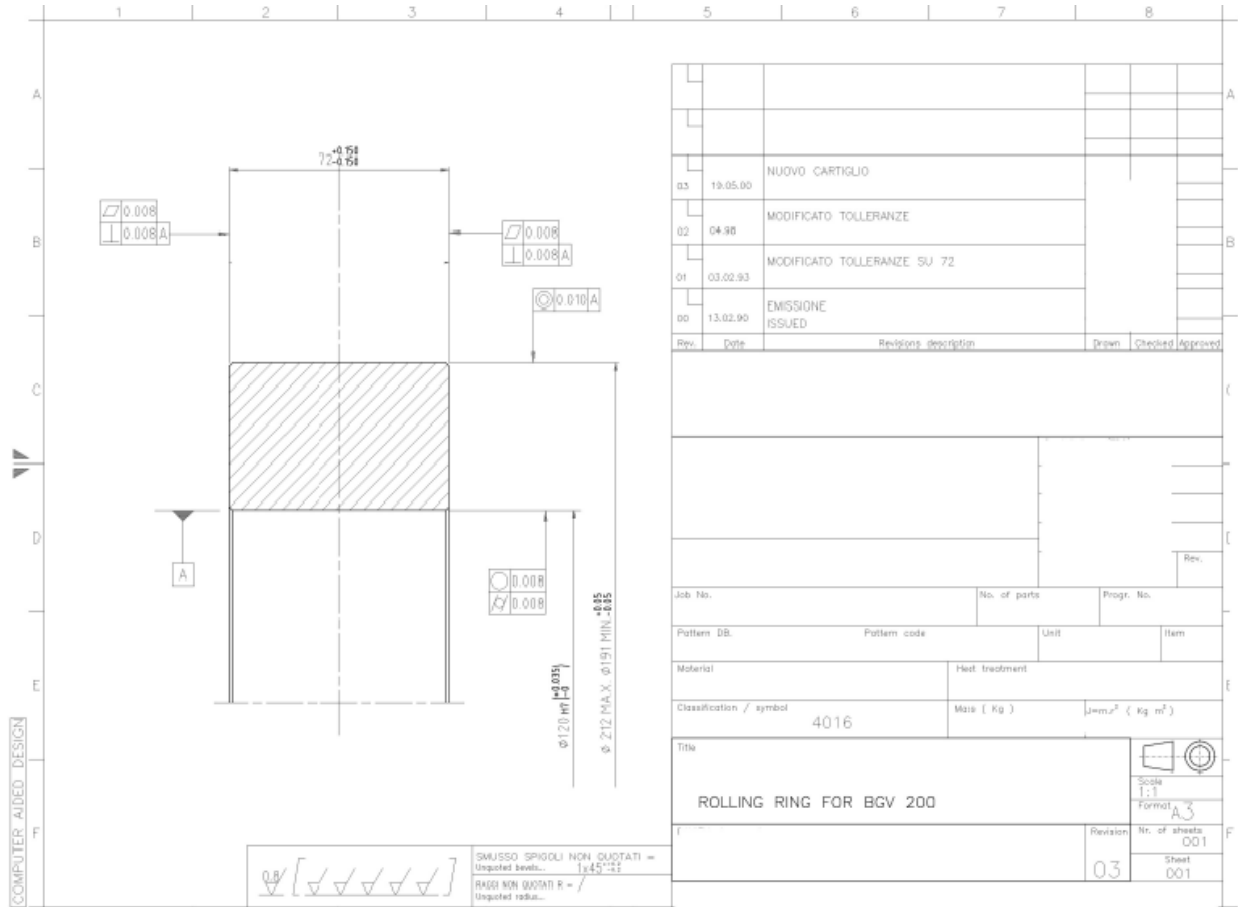 1 2 3 4 5 6 7 8
A
B
C
D
E
F
A
B
E
F
72 +0.150 -0.150
0.008
0.008 A
0.008
0.008 A
0.010 A
A
0.008
0.008
Ø120 H7 +0.035 -0
Ø 212 MAX. Ø191 MIN. +0.05 -0.05
03 19.05.00 NUOVO CARTIGLIO
02 04.98 MODIFICATO TOLLERANZE
01 03.02.93 MODIFICATO TOLLERANZE SU 72
00 13.02.90 EMISSIONE
ISSUED
Rev. Date Revisions description Drawn Checked Approved
Rev.
Job No. No. of parts Progr. No.
Pattern DB. Pattern code Unit Item
Material Heat treatment
Classification / symbol Mass ( Kg )
4016
Title
ROLLING RING FOR BGV 200
Scale
1:1
Format A3
Revision
03
Nr. of sheets
001
Sheet
001
0.8
SMUSSO SPIGOLI NON QUOTATI =
Unquoted bevels... 1x45°
RAGGI NON QUOTATI R = /
Unquoted radius...
COMPUTER AIDED DESIGN